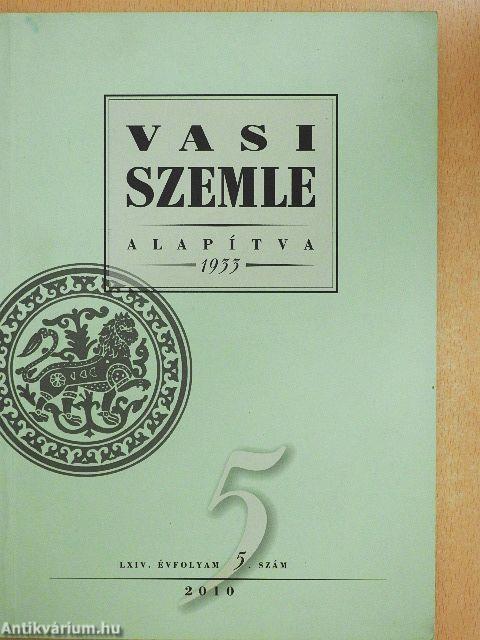 VASI
SZEMLE
ALAPÍTVA
1933
5
LXIV. ÉVFOLYAM 5. SZÁM
2010
Antikvárium.hu